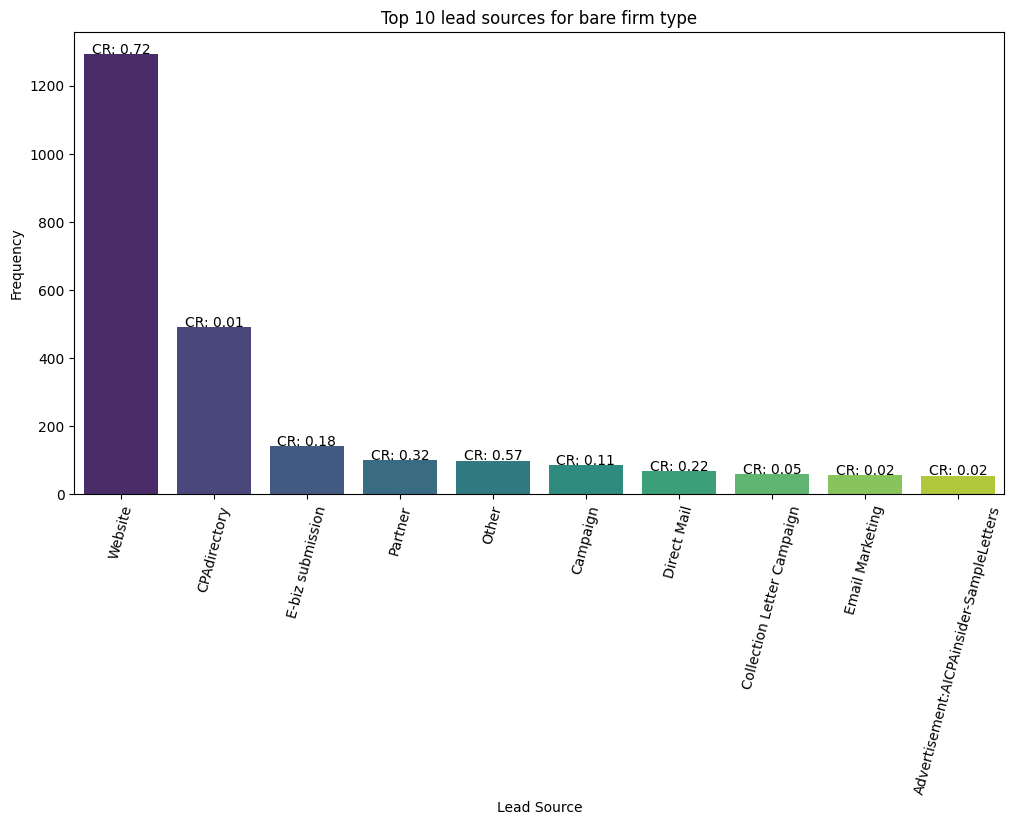 Top 10 lead sources for bare firm type
Frequency
1200
1000
800
600
400
200
0
CR: 0.72
CR: 0.01
CR: 0.18
CR: 0.32
CR: 0.57
CR: 0.11
CR: 0.22
CR: 0.05
CR: 0.02
CR: 0.02
Website
CPAdirectory
E-biz submission
Partner
Other
Campaign
Direct Mail
Collection Letter Campaign
Email Marketing
Advertisement:AICPAinsider-SampleLetters
Lead Source